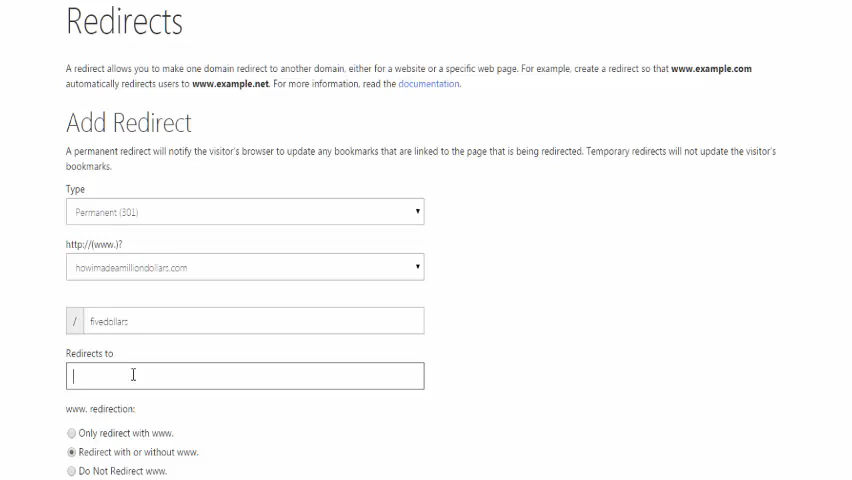 Redirects
A redirect allows you to make one domain redirect to another domain, either for a website or a specific web page. For example, create a redirect so that www.example.com
automatically redirects users to www.example.net. For more information, read the documentation.
Add Redirect
A permanent redirect will notify the visitor's browser to update any bookmarks that are linked to the page that is being redirected. Temporary redirects will not update the visitor's
bookmarks.
Type
Permanent (301)
http://(www.)?
howimadeamilliondollars.com
/ fivedollars
Redirects to
www. redirection:
Only redirect with www.
Redirect with or without www.
Do Not Redirect www.